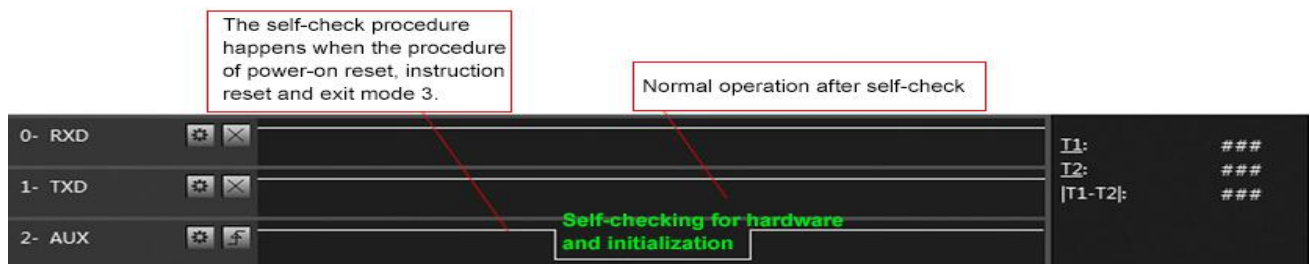 The self-check procedure
happens when the procedure
of power-on reset, instruction
reset and exit mode 3.
Normal operation after self-check
0- RXD
T1: ###
T2: ###
1- TXD
|T1-T2|: ###
Self-checking for hardware
2- AUX
and initialization